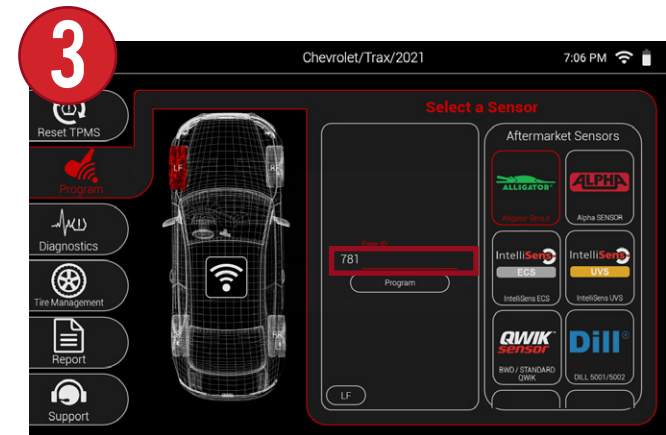 3
Chevrolet/Trax/2021
7:06 PM
Reset TPMS
Program
Diagnostics
Tire Management
Report
Support
LF
Select a Sensor
781
Program
LF
Aftermarket Sensors
ALLIGATOR®
ALPHA
Alpha SENSOR
IntelliSens
ECS
IntelliSens ECS
IntelliSens
UVS
IntelliSens UVS
QWIK
sensor
BWD / STANDARD
QWIK
Dill®
DILL 5001/5002